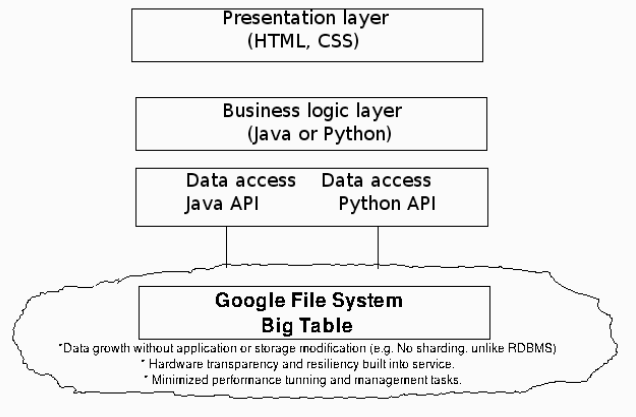 Presentation layer
(HTML, CSS)
Business logic layer
(Java or Python)
Data access Data access
Java API Python API
Google File System
Big Table
*Data growth without application or storage modification (e.g. No sharding. unlike RDBMS)
* Hardware transparency and resiliency built into service.
* Minimized performance tunning and management tasks.